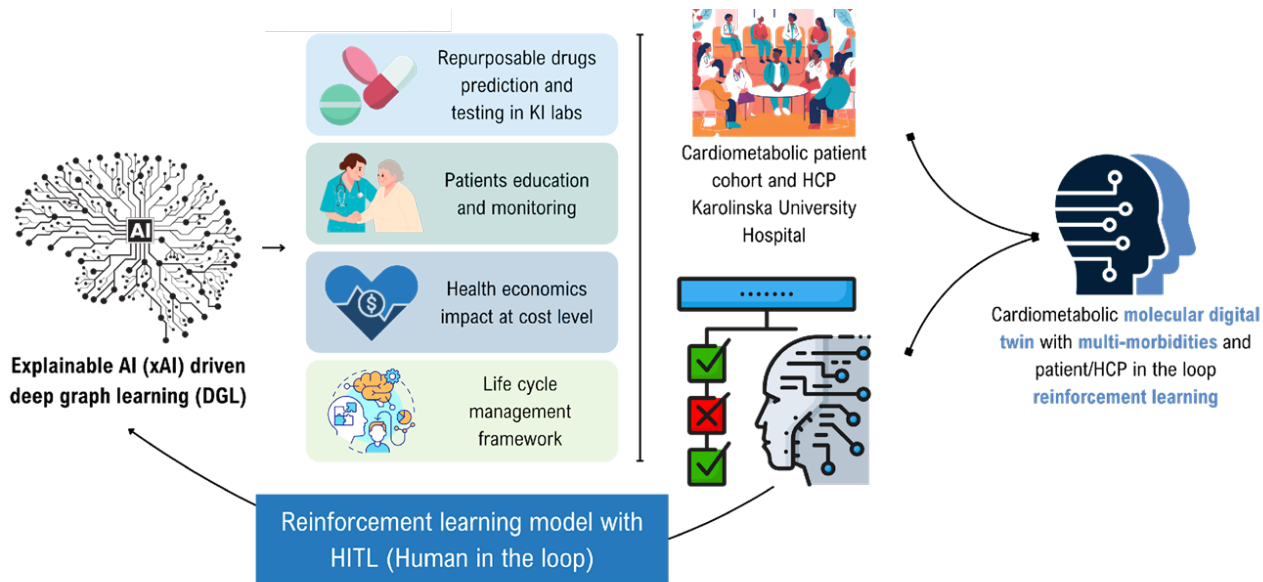 AI
Explainable AI (xAI) driven
deep graph learning (DGL)
Repurposable drugs
prediction and
testing in KI labs
Patients education
and monitoring
$
Health economics
impact at cost level
Life cycle
management
framework
Cardiometabolic patient
cohort and HCP
Karolinska University
Hospital
Cardiometabolic molecular digital
twin with multi-morbidities and
patient/HCP in the loop
reinforcement learning
Reinforcement learning model with
HITL (Human in the loop)